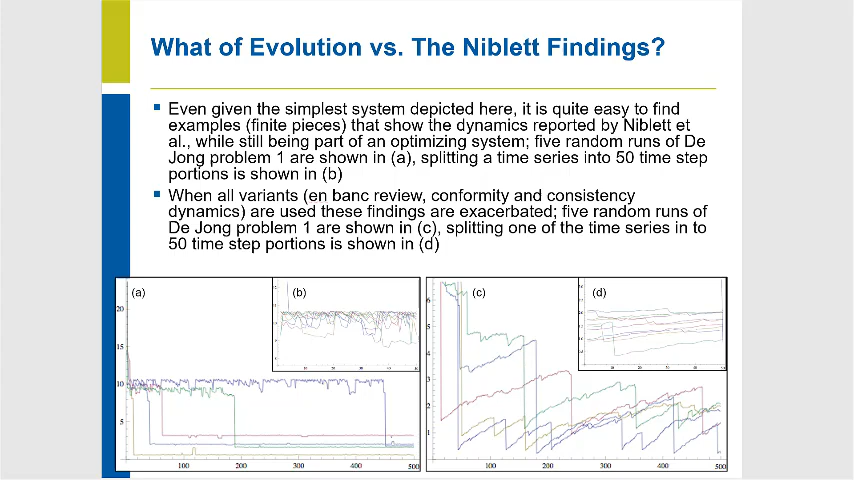 What of Evolution vs. The Niblett Findings?
Even given the simplest system depicted here, it is quite easy to find
examples (finite pieces) that show the dynamics reported by Niblett et
al., while still being part of an optimizing system; five random runs of De
Jong problem 1 are shown in (a), splitting a time series into 50 time step
portions is shown in (b)
When all variants (en banc review, conformity and consistency
dynamics) are used these findings are exacerbated; five random runs of
De Jong problem 1 are shown in (c), splitting one of the time series in to
50 time step portions is shown in (d)
(a)
20
15
10
5
100 200 300 400 500
(b)
(c)
6
5
4
3
2
1
100 200 300 400 500
(d)